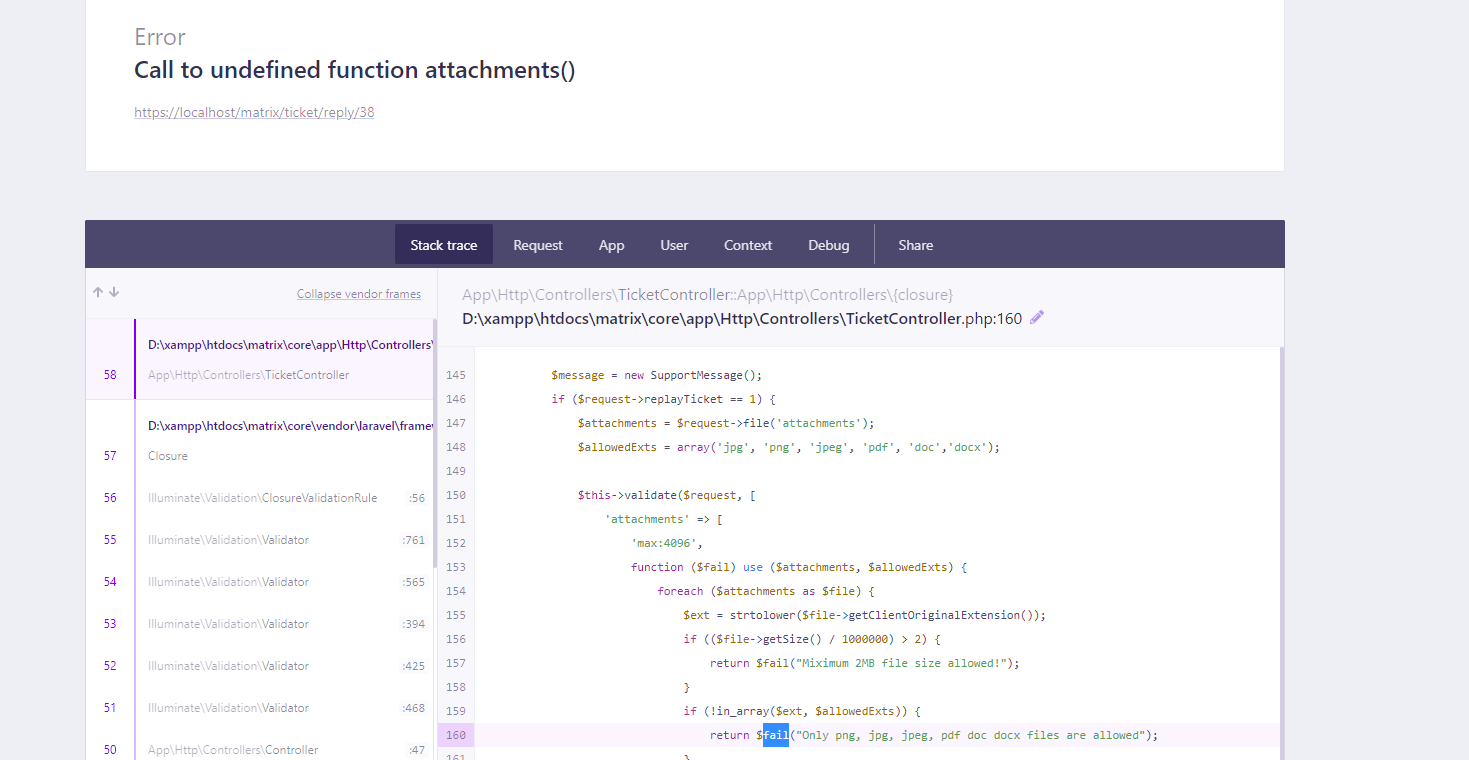 Error
Call to undefined function attachments()
https://localhost/matrix/ticket/reply/38
Stack trace Request App User Context Debug Share
Collapse vendor frames
D:\xampp\htdocs\matrix\core\app\Http\Controllers\
58 App\Http\Controllers\TicketController
D:\xampp\htdocs\matrix\core\vendor\laravel\frame
57 Closure
56 Illuminate\Validation\ClosureValidationRule :56
55 Illuminate\Validation\Validator :761
54 Illuminate\Validation\Validator :565
53 Illuminate\Validation\Validator :394
52 Illuminate\Validation\Validator :425
51 Illuminate\Validation\Validator :468
50 App\Http\Controllers\Controller :47
App\Http\Controllers\TicketController::App\Http\Controllers\{closure}
D:\xampp\htdocs\matrix\core\app\Http\Controllers\TicketController.php:160
145 $message = new SupportMessage();
146 if ($request->replayTicket == 1) {
147 $attachments = $request->file('attachments');
148 $allowedExts = array('jpg', 'png', 'jpeg', 'pdf', 'doc','docx');
149
150 $this->validate($request, [
151 'attachments' => [
152 'max:4096',
153 function ($fail) use ($attachments, $allowedExts) {
154 foreach ($attachments as $file) {
155 $ext = strtolower($file->getClientOriginalExtension());
156 if (($file->getSize() / 1000000) > 2) {
157 return $fail("Miximum 2MB file size allowed!");
158 }
159 if (!in_array($ext, $allowedExts)) {
160 return $fail("Only png, jpg, jpeg, pdf doc docx files are allowed");
161 }